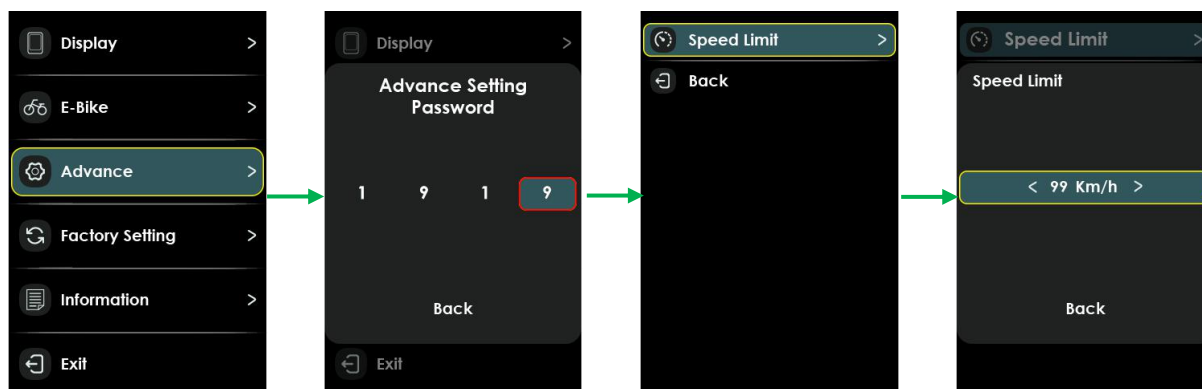 Display >
E-Bike >
Advance >
Factory Setting >
Information >
Exit
Display >
Advance Setting
Password
1 9 1 9
Back
Exit
Speed Limit >
Back
Speed Limit >
Speed Limit
< 99 Km/h >
Back